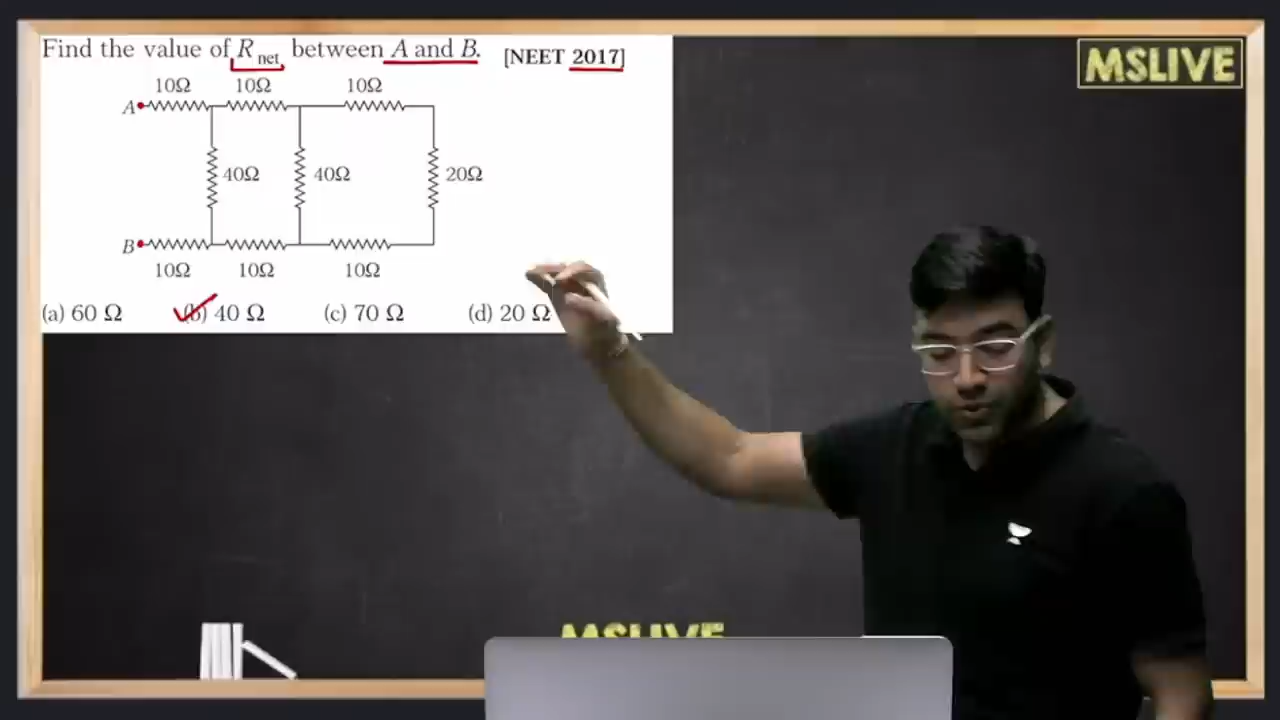 Find the value of R net between A and B. [NEET 2017]
MSLIVE
10Ω 10Ω 10Ω
A
40Ω 40Ω 20Ω
B
10Ω 10Ω 10Ω
(a) 60 Ω (b) 40 Ω (c) 70 Ω (d) 20 Ω
MSLIVE